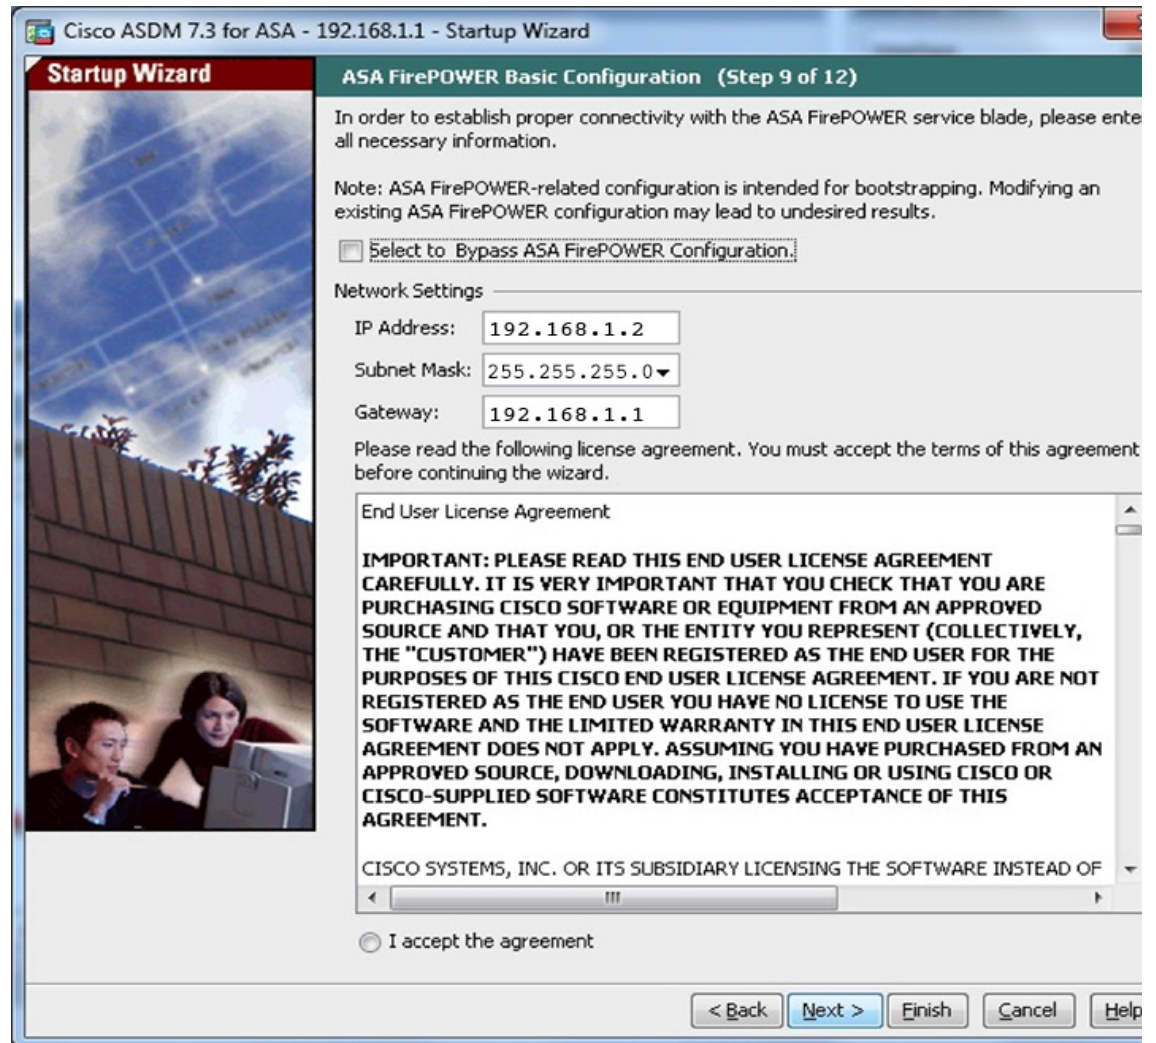 Cisco ASDM 7.3 for ASA - 192.168.1.1 - Startup Wizard
Startup Wizard
ASA FirePOWER Basic Configuration (Step 9 of 12)
In order to establish proper connectivity with the ASA FirePOWER service blade, please ente
all necessary information.
Note: ASA FirePOWER-related configuration is intended for bootstrapping. Modifying an
existing ASA FirePOWER configuration may lead to undesired results.
Select to Bypass ASA FirePOWER Configuration.
Network Settings
IP Address: 192.168.1.2
Subnet Mask: 255.255.255.0
Gateway: 192.168.1.1
Please read the following license agreement. You must accept the terms of this agreement
before continuing the wizard.
End User License Agreement
IMPORTANT: PLEASE READ THIS END USER LICENSE AGREEMENT
CAREFULLY. IT IS VERY IMPORTANT THAT YOU CHECK THAT YOU ARE
PURCHASING CISCO SOFTWARE OR EQUIPMENT FROM AN APPROVED
SOURCE AND THAT YOU, OR THE ENTITY YOU REPRESENT (COLLECTIVELY,
THE "CUSTOMER") HAVE BEEN REGISTERED AS THE END USER FOR THE
PURPOSES OF THIS CISCO END USER LICENSE AGREEMENT. IF YOU ARE NOT
REGISTERED AS THE END USER YOU HAVE NO LICENSE TO USE THE
SOFTWARE AND THE LIMITED WARRANTY IN THIS END USER LICENSE
AGREEMENT DOES NOT APPLY. ASSUMING YOU HAVE PURCHASED FROM AN
APPROVED SOURCE, DOWNLOADING, INSTALLING OR USING CISCO OR
CISCO-SUPPLIED SOFTWARE CONSTITUTES ACCEPTANCE OF THIS
AGREEMENT.
CISCO SYSTEMS, INC. OR ITS SUBSIDIARY LICENSING THE SOFTWARE INSTEAD OF
I accept the agreement
< Back Next > Finish Cancel Help